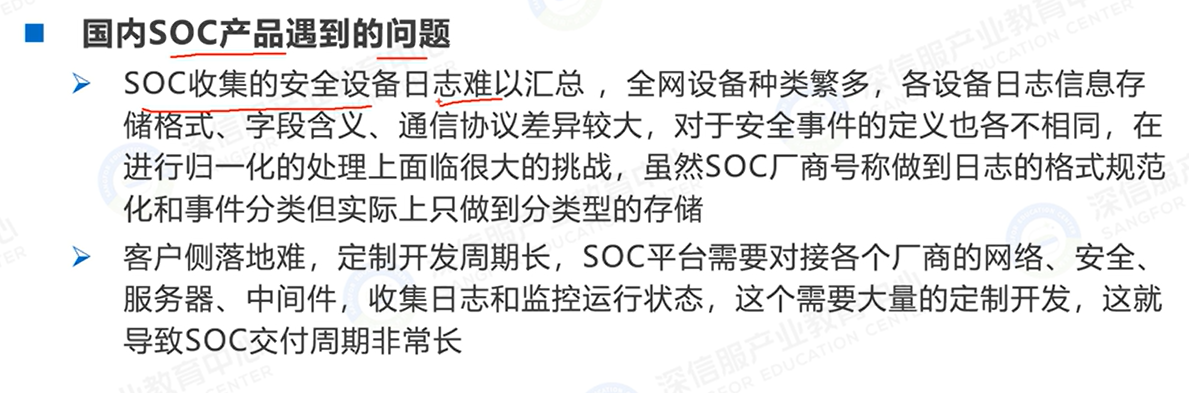 国内SOC产品遇到的问题
SOC收集的安全设备日志难以汇总，全网设备种类繁多，各设备日志信息存
储格式、字段含义、通信协议差异较大，对于安全事件的定义也各不相同，在
进行归一化的处理上面临很大的挑战，虽然SOC厂商号称做到日志的格式规范
化和事件分类但实际上只做到分类型的存储
客户侧落地难，定制开发周期长，SOC平台需要对接各个厂商的网络、安全、
服务器、中间件，收集日志和监控运行状态，这个需要大量的定制开发，这就
导致SOC交付周期非常长
深信服产业教育中心
SANGFOR EDUCATION CENTER